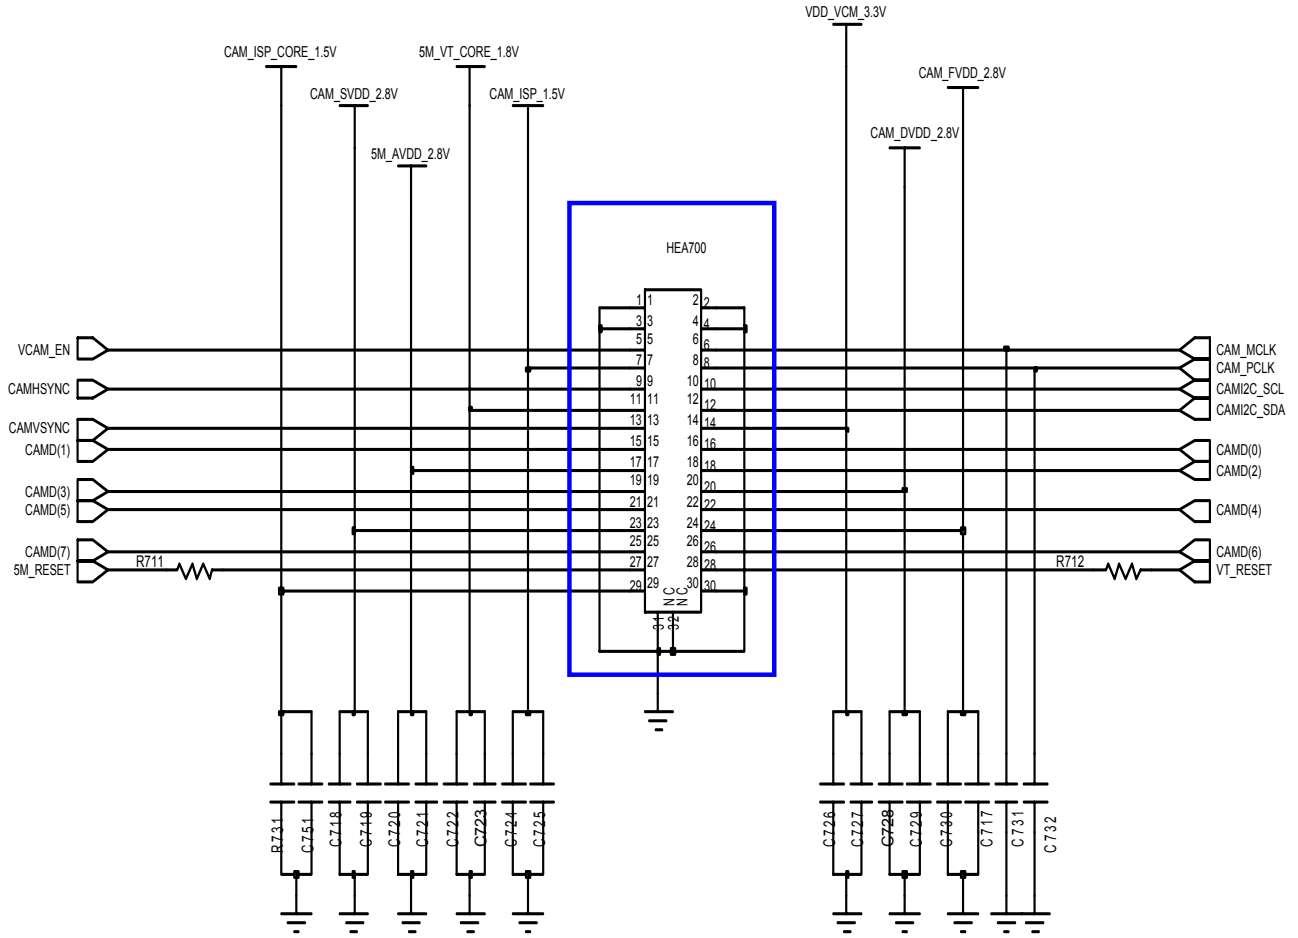 VDD_VCM_3.3V
CAM_ISP_CORE_1.5V
5M_VT_CORE_1.8V
CAM_FVDD_2.8V
CAM_SVDD_2.8V
CAM_ISP_1.5V
CAM_DVDD_2.8V
5M_AVDD_2.8V
HEA700
1 1 2 2
3 3 4 4
VCAM_EN 5 5 6 6 CAM_MCLK
7 7 8 8 CAM_PCLK
CAMHSYNC 9 9 10 10 CAMI2C_SCL
11 11 12 12 CAMI2C_SDA
CAMVSYNC 13 13 14 14
CAMD(1) 15 15 16 16 CAMD(0)
17 17 18 18 CAMD(2)
CAMD(3) 19 19 20 20
CAMD(5) 21 21 22 22 CAMD(4)
23 23 24 24
CAMD(7) 25 25 26 26 CAMD(6)
5M_RESET R711 27 27 28 28 R712 VT_RESET
29 29 30 30
NC NC
31 32
R731 C751 C718 C719 C720 C721 C722 C723 C724 C725 C726 C727 C728 C729 C730 C717 C731 C732